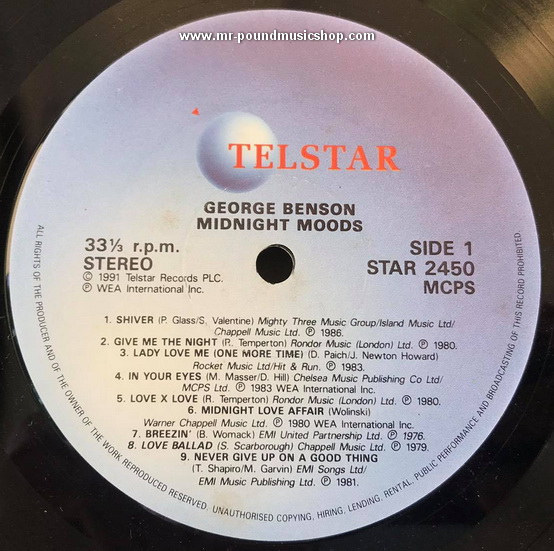 www.mr-poundmusicshop.com
TELSTAR
GEORGE BENSON
MIDNIGHT MOODS
33⅓ r.p.m.
STEREO
© 1991 Telstar Records PLC.
℗ WEA International Inc.
SIDE 1
STAR 2450
MCPS
1. SHIVER (P. Glass/S. Valentine) Mighty Three Music Group/Island Music Ltd/
Chappell Music Ltd. ℗ 1986.
2. GIVE ME THE NIGHT (R. Temperton) Rondor Music (London) Ltd. ℗ 1980.
3. LADY LOVE ME (ONE MORE TIME) (D. Paich/J. Newton Howard)
Rocket Music Ltd/Hit & Run. ℗ 1983.
4. IN YOUR EYES (M. Masser/D. Hill) Chelsea Music Publishing Co Ltd/
MCPS Ltd. ℗ 1983 WEA International Inc.
5. LOVE X LOVE (R. Temperton) Rondor Music (London) Ltd. ℗ 1980.
6. MIDNIGHT LOVE AFFAIR (Wolinski)
Warner Chappell Music Ltd. ℗ 1980 WEA International Inc.
7. BREEZIN' (B. Womack) EMI United Partnership Ltd. ℗ 1976.
8. LOVE BALLAD (S. Scarborough) Chappell Music Ltd. ℗ 1979.
9. NEVER GIVE UP ON A GOOD THING
(T. Shapiro/M. Garvin) EMI Songs Ltd/
EMI Music Publishing Ltd. ℗ 1981.
ALL RIGHTS OF THE PRODUCER AND OF THE OWNER OF THE WORK REPRODUCED RESERVED. UNAUTHORISED COPYING, HIRING, LENDING, RENTAL, PUBLIC PERFORMANCE AND BROADCASTING OF THIS RECORD PROHIBITED.